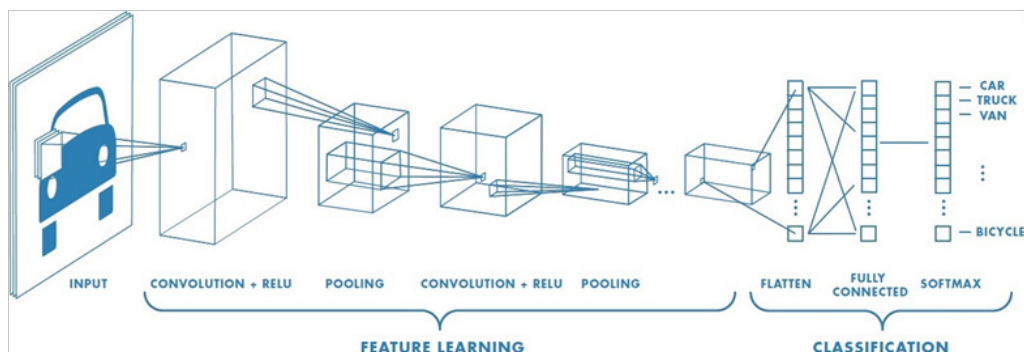 CAR
TRUCK
VAN
BICYCLE
INPUT
CONVOLUTION + RELU
POOLING
CONVOLUTION + RELU
POOLING
FLATTEN
FULLY
CONNECTED
SOFTMAX
FEATURE LEARNING
CLASSIFICATION